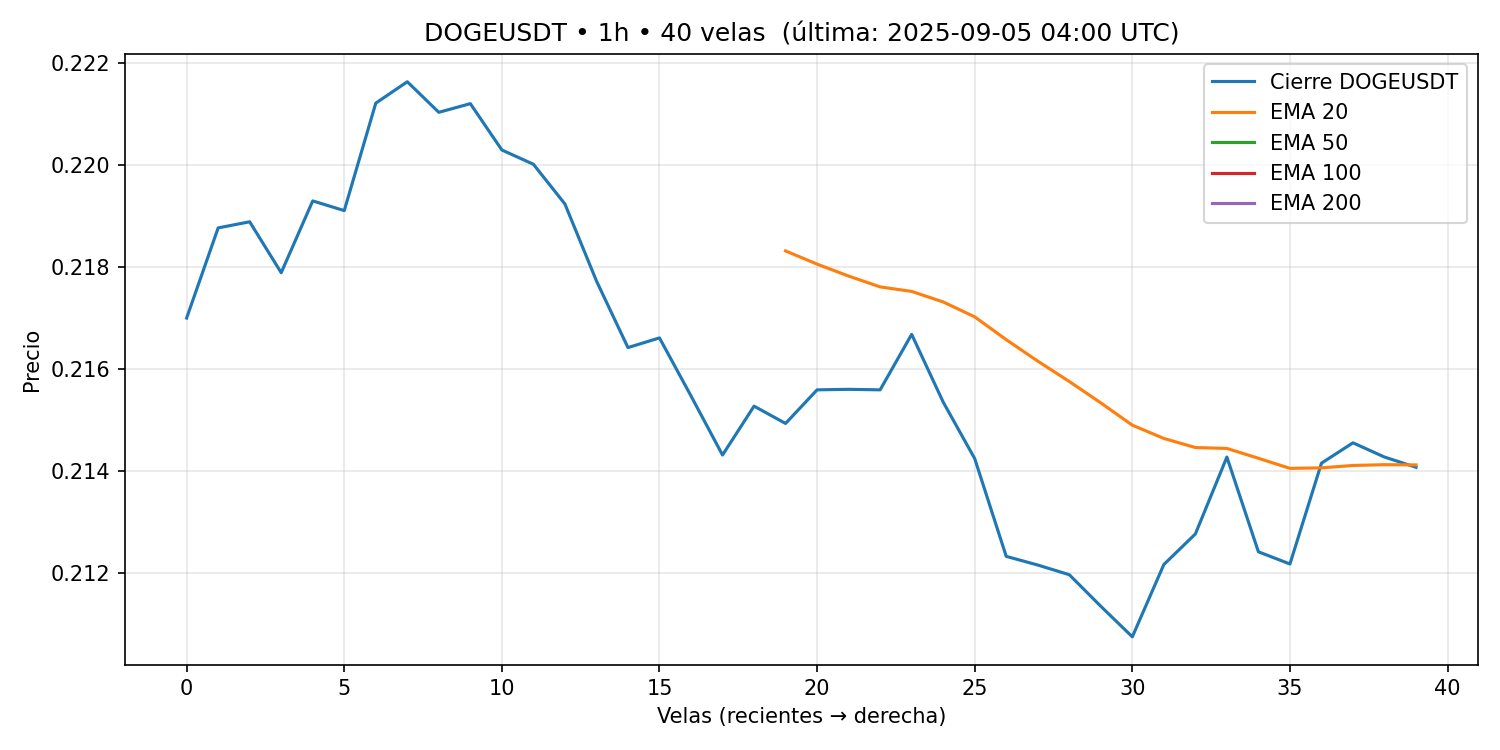 DOGEUSDT • 1h • 40 velas  (última: 2025-09-05 04:00 UTC)
Cierre DOGEUSDT
EMA 20
EMA 50
EMA 100
EMA 200
Precio
0.222
0.220
0.218
0.216
0.214
0.212
0 5 10 15 20 25 30 35 40
Velas (recientes → derecha)